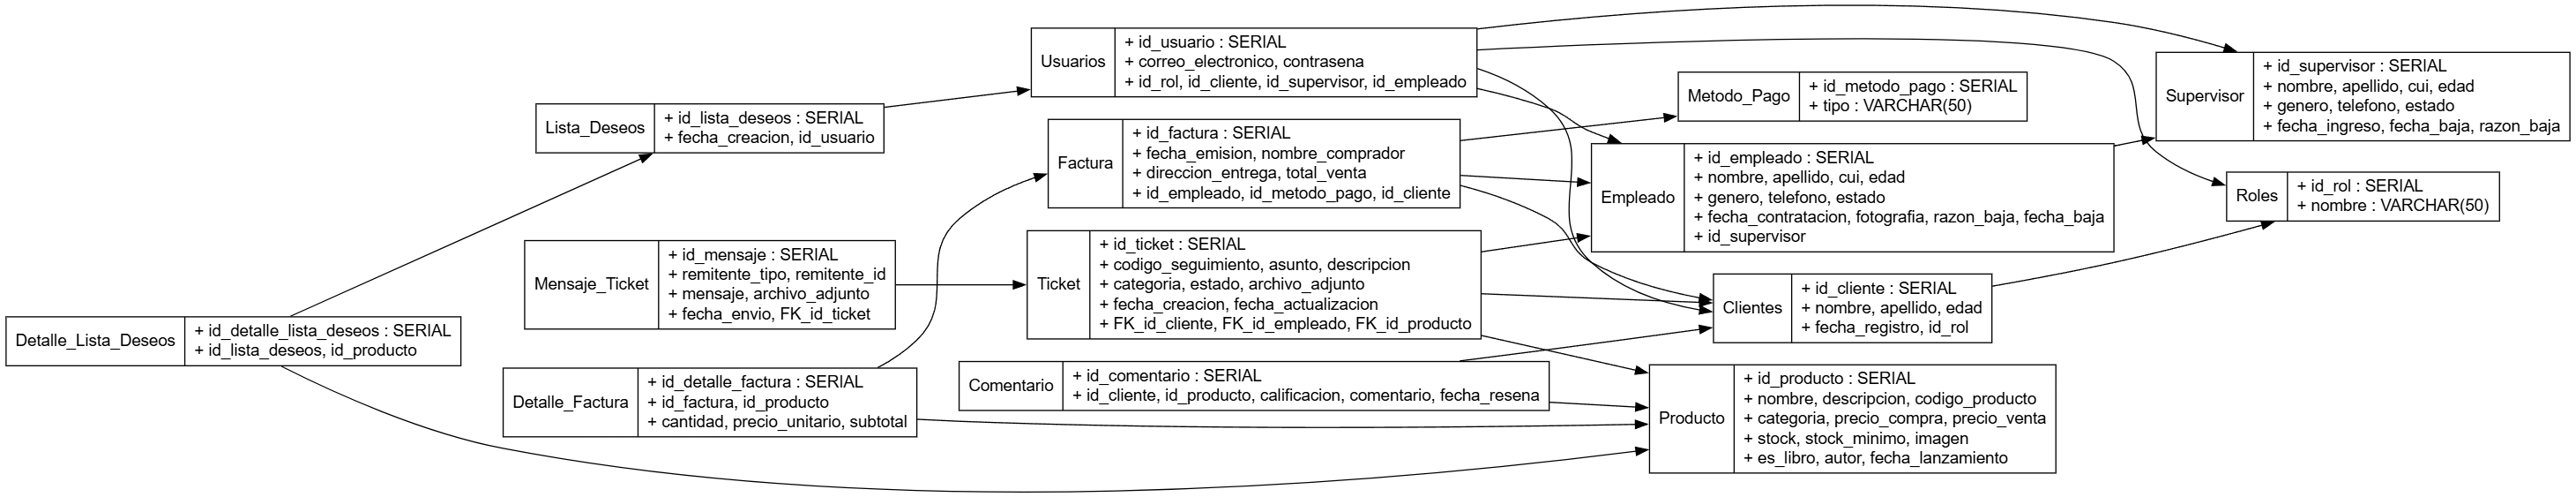 Usuarios
+ id_usuario : SERIAL
+ correo_electronico, contrasena
+ id_rol, id_cliente, id_supervisor, id_empleado
Supervisor
+ id_supervisor : SERIAL
+ nombre, apellido, cui, edad
+ genero, telefono, estado
+ fecha_ingreso, fecha_baja, razon_baja
Metodo_Pago
+ id_metodo_pago : SERIAL
+ tipo : VARCHAR(50)
Lista_Deseos
+ id_lista_deseos : SERIAL
+ fecha_creacion, id_usuario
Factura
+ id_factura : SERIAL
+ fecha_emision, nombre_comprador
+ direccion_entrega, total_venta
+ id_empleado, id_metodo_pago, id_cliente
Empleado
+ id_empleado : SERIAL
+ nombre, apellido, cui, edad
+ genero, telefono, estado
+ fecha_contratacion, fotografia, razon_baja, fecha_baja
+ id_supervisor
Roles
+ id_rol : SERIAL
+ nombre : VARCHAR(50)
Mensaje_Ticket
+ id_mensaje : SERIAL
+ remitente_tipo, remitente_id
+ mensaje, archivo_adjunto
+ fecha_envio, FK_id_ticket
Ticket
+ id_ticket : SERIAL
+ codigo_seguimiento, asunto, descripcion
+ categoria, estado, archivo_adjunto
+ fecha_creacion, fecha_actualizacion
+ FK_id_cliente, FK_id_empleado, FK_id_producto
Clientes
+ id_cliente : SERIAL
+ nombre, apellido, edad
+ fecha_registro, id_rol
Detalle_Lista_Deseos
+ id_detalle_lista_deseos : SERIAL
+ id_lista_deseos, id_producto
Detalle_Factura
+ id_detalle_factura : SERIAL
+ id_factura, id_producto
+ cantidad, precio_unitario, subtotal
Comentario
+ id_comentario : SERIAL
+ id_cliente, id_producto, calificacion, comentario, fecha_resena
Producto
+ id_producto : SERIAL
+ nombre, descripcion, codigo_producto
+ categoria, precio_compra, precio_venta
+ stock, stock_minimo, imagen
+ es_libro, autor, fecha_lanzamiento